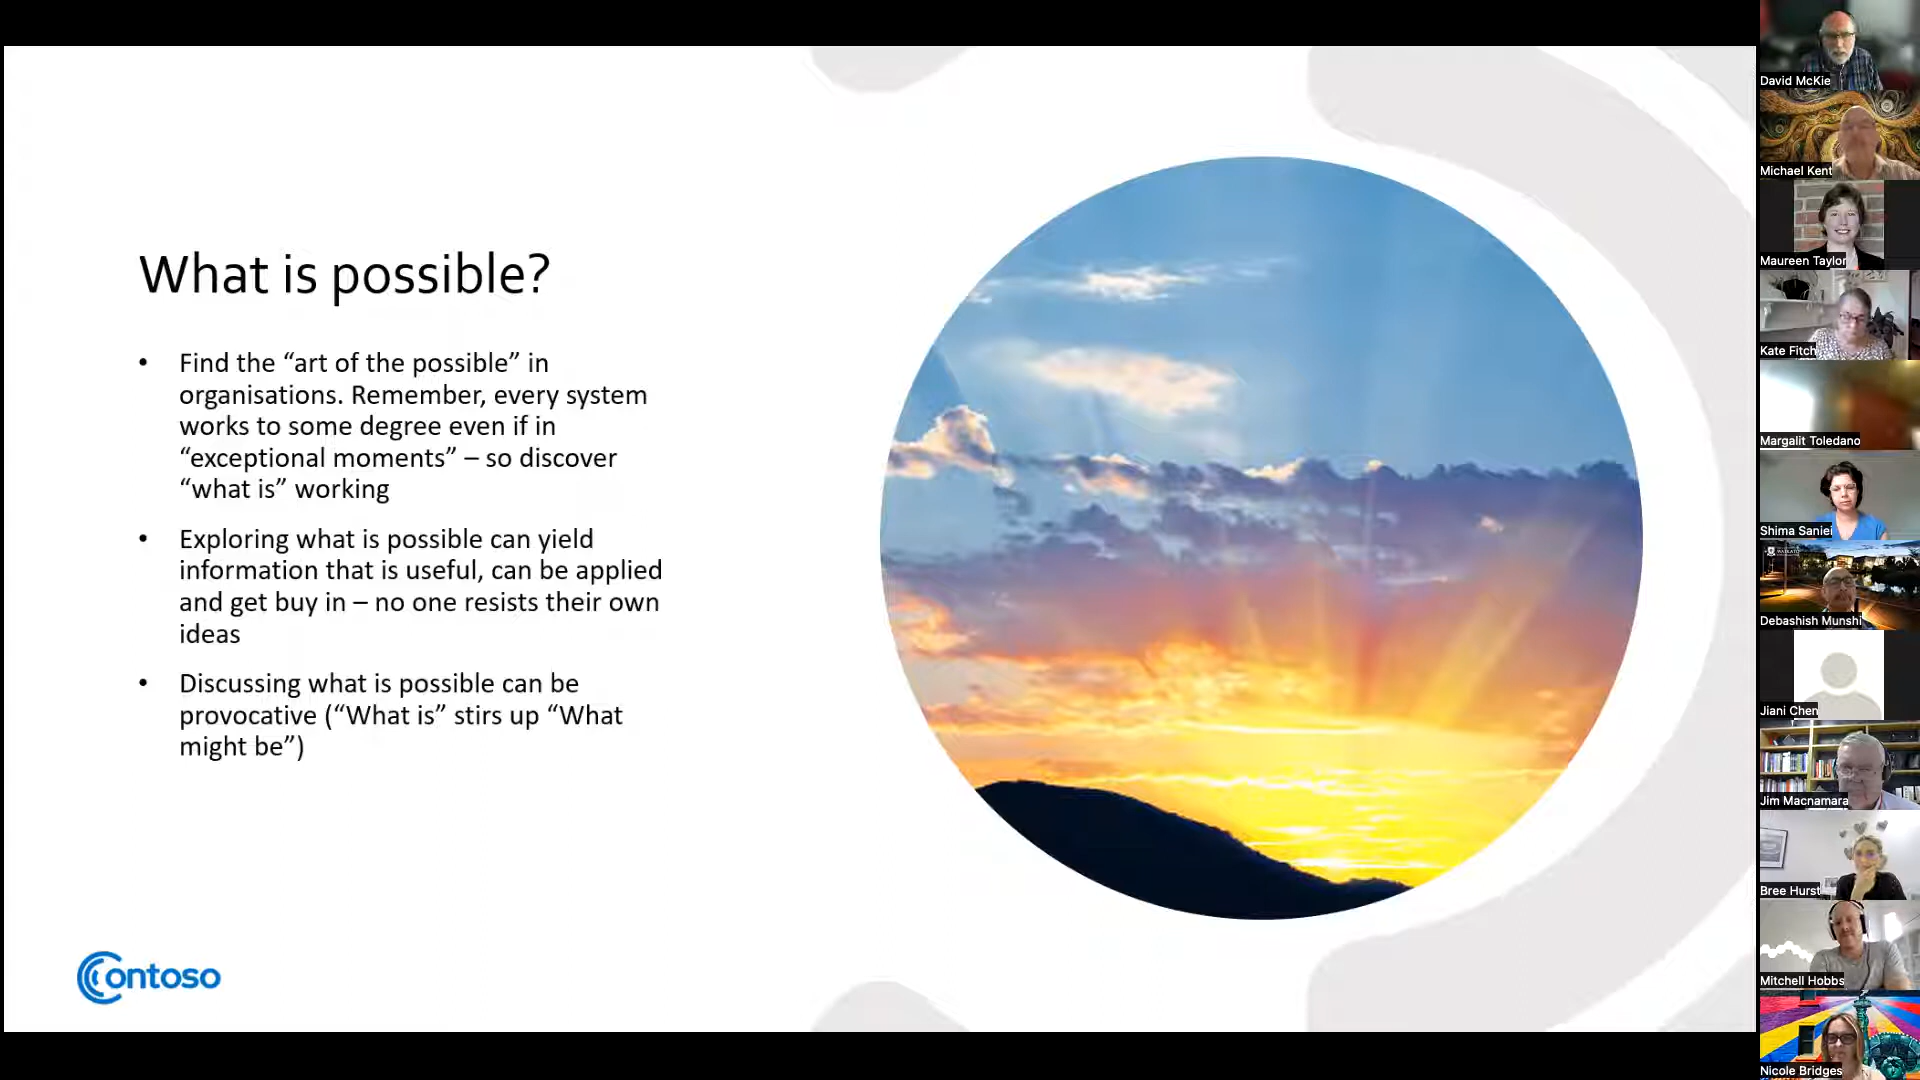 What is possible?
• Find the “art of the possible” in
organisations. Remember, every system
works to some degree even if in
“exceptional moments” – so discover
“what is” working
• Exploring what is possible can yield
information that is useful, can be applied
and get buy in – no one resists their own
ideas
• Discussing what is possible can be
provocative (“What is” stirs up “What
might be”)
Contoso
David McKie
Michael Kent
Maureen Taylor
Kate Fitch
Margalit Toledano
Shima Saniei
Debashish Munshi
Jiani Chen
Jim Macnamara
Bree Hurst
Mitchell Hobbs
Nicole Bridges